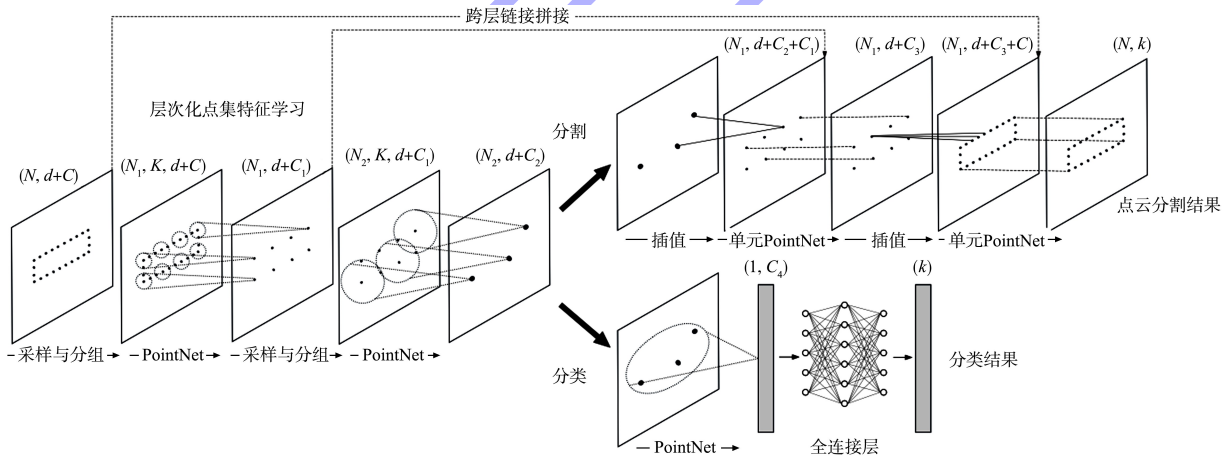 跨层链接拼接
层次化点集特征学习
(N, d+C)
(N₁, K, d+C)
(N₁, d+C₁)
(N₂, K, d+C₁)
(N₂, d+C₂)
采样与分组
PointNet
采样与分组
PointNet
分割
(N₁, d+C₂+C₁)
(N₁, d+C₃)
(N₁, d+C₃+C)
(N, k)
点云分割结果
插值
单元PointNet
插值
单元PointNet
分类
(1, C₄)
(k)
分类结果
PointNet
全连接层